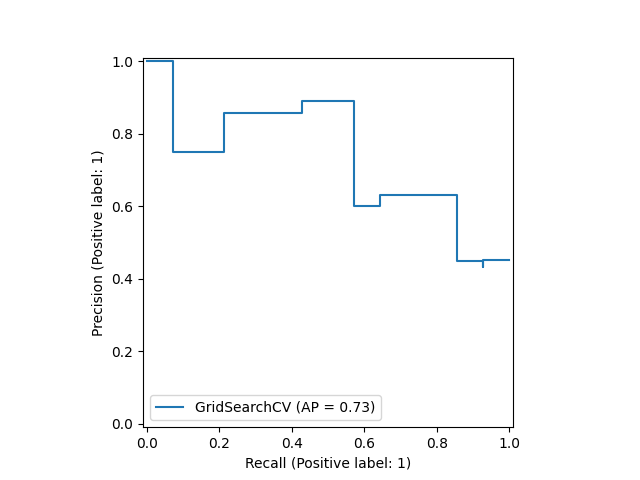 1.0
0.8
0.6
0.4
0.2
0.0
Precision (Positive label: 1)
GridSearchCV (AP = 0.73)
0.0 0.2 0.4 0.6 0.8 1.0
Recall (Positive label: 1)